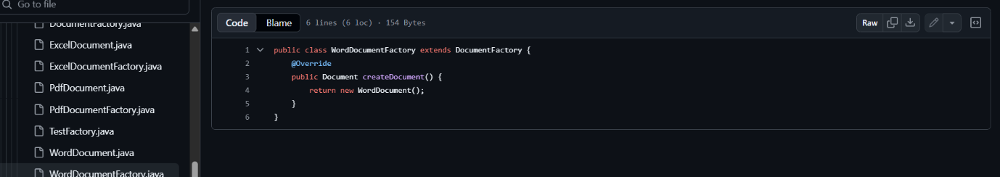 Go to file
DocumentFactory.java
ExcelDocument.java
ExcelDocumentFactory.java
PdfDocument.java
PdfDocumentFactory.java
TestFactory.java
WordDocument.java
WordDocumentFactory.java
Code Blame 6 lines (6 loc) · 154 Bytes Raw
1 public class WordDocumentFactory extends DocumentFactory {
2 @Override
3 public Document createDocument() {
4 return new WordDocument();
5 }
6 }